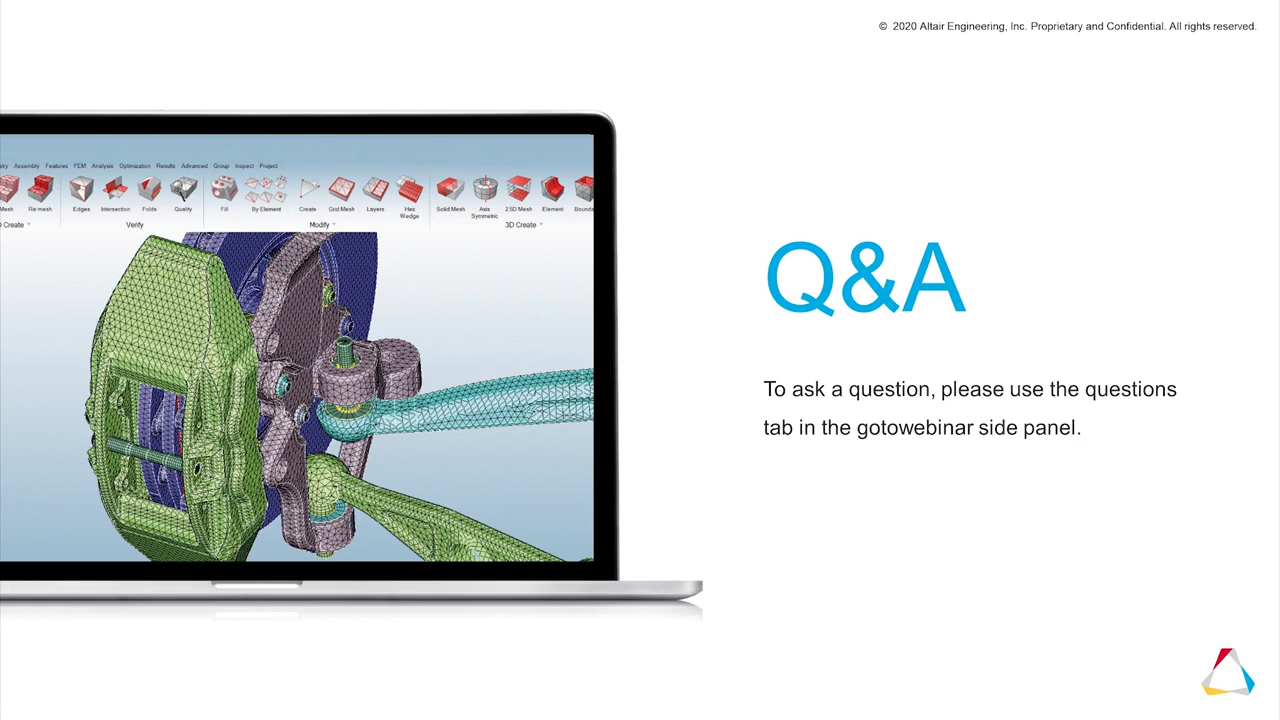 © 2020 Altair Engineering, Inc. Proprietary and Confidential. All rights reserved.
Assembly Features FEM Analysis Optimization Results Advanced Group Inspect Project
Mesh Re-mesh Edges Intersection Folds Quality Fill By Element Create Grid Mesh Layers Hex Wedge Solid Mesh Axis Symmetric 2.5D Mesh Element
Create Verify Modify 3D Create
Q&A
To ask a question, please use the questions
tab in the gotowebinar side panel.